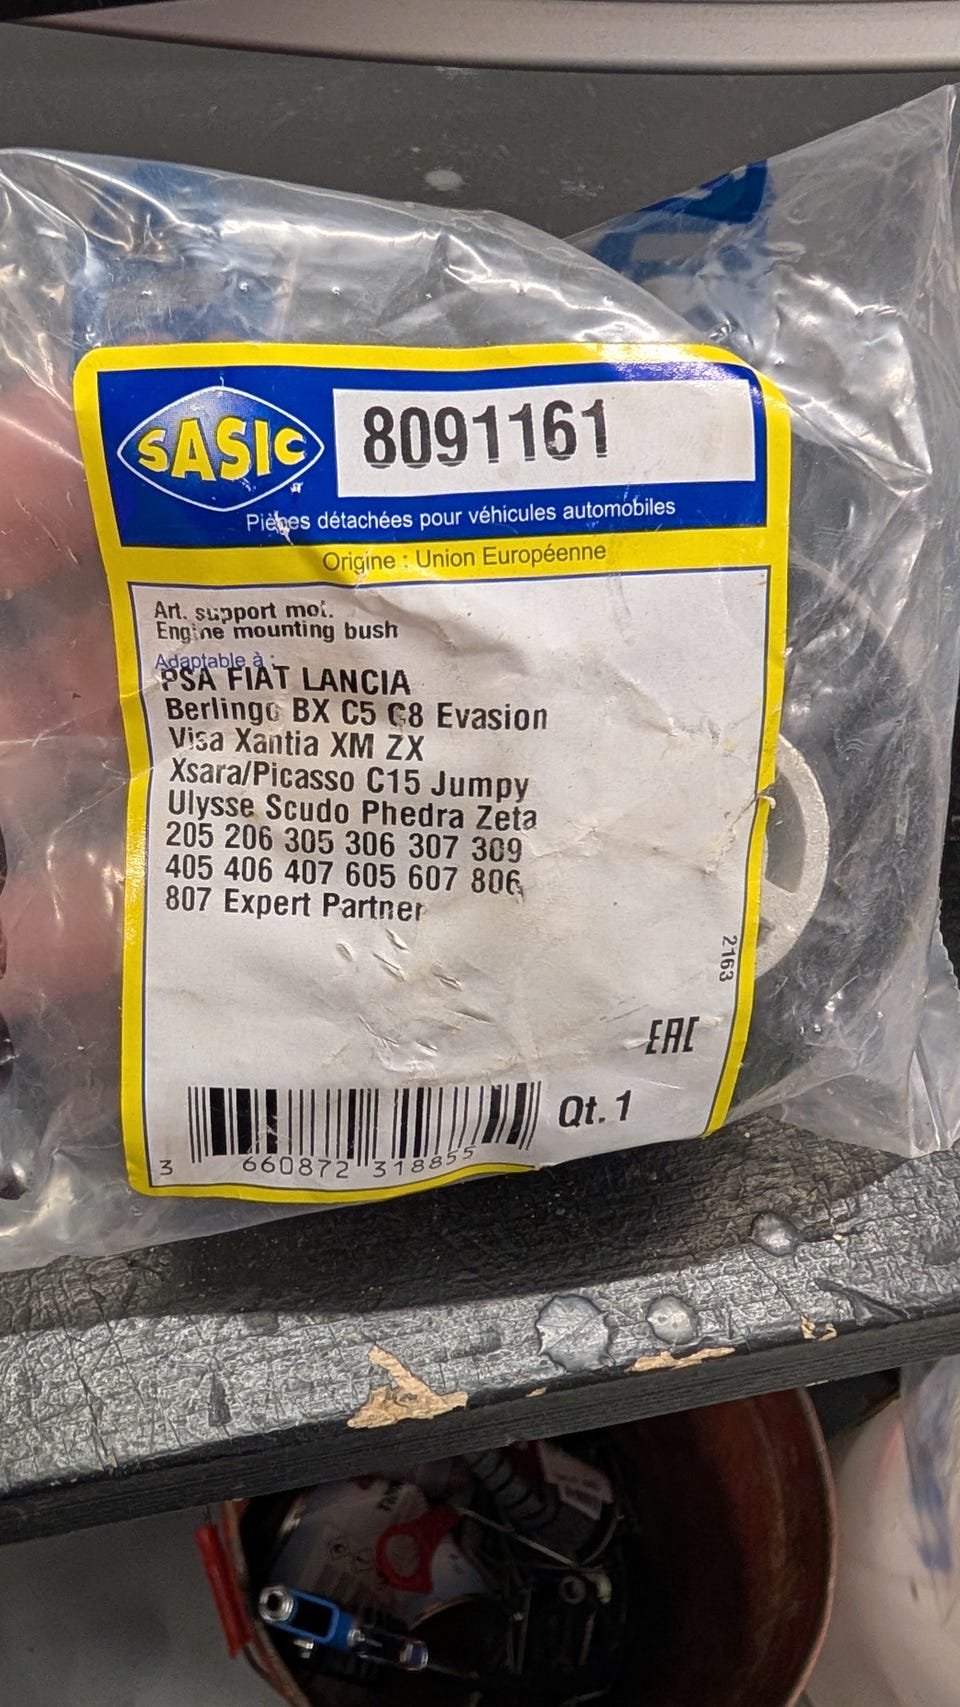 SASIC
8091161
Pièces détachées pour véhicules automobiles
Origine : Union Européenne
Art. support mot.
Engine mounting bush
Adaptable à :
PSA FIAT LANCIA
Berlingo BX C5 C8 Evasion
Visa Xantia XM ZX
Xsara/Picasso C15 Jumpy
Ulysse Scudo Phedra Zeta
205 206 305 306 307 309
405 406 407 605 607 806
807 Expert Partner
2163
EAC
Qt. 1
3 660872 318855